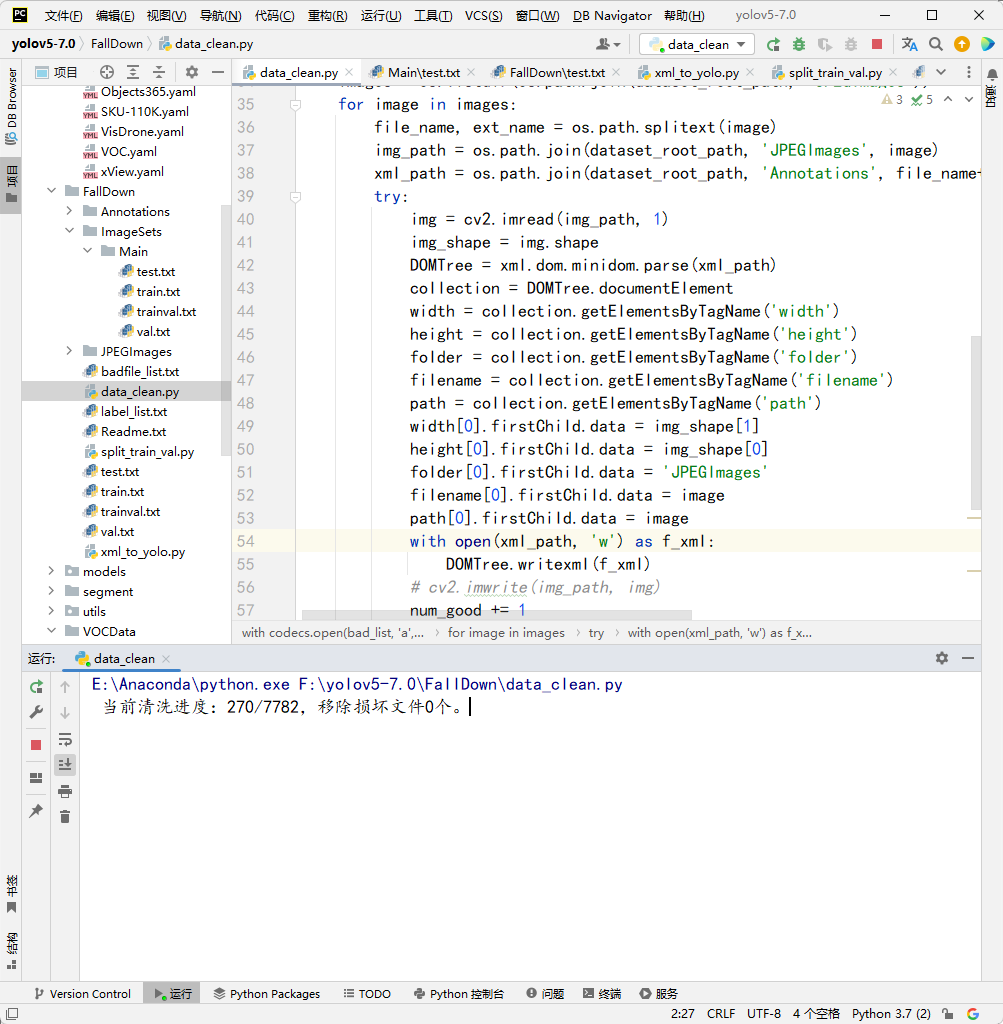 PC 文件(F) 编辑(E) 视图(V) 导航(N) 代码(C) 重构(R) 运行(U) 工具(T) VCS(S) 窗口(W) DB Navigator 帮助(H) yolov5-7.0
yolov5-7.0 FallDown data_clean.py data_clean
项目
data_clean.py Main\test.txt FallDown\test.txt xml_to_yolo.py split_train_val.py
DB Browser
项目
通知
Objects365.yaml
SKU-110K.yaml
VisDrone.yaml
VOC.yaml
xView.yaml
FallDown
Annotations
ImageSets
Main
test.txt
train.txt
trainval.txt
val.txt
JPEGImages
badfile_list.txt
data_clean.py
label_list.txt
Readme.txt
split_train_val.py
test.txt
train.txt
trainval.txt
val.txt
xml_to_yolo.py
models
segment
utils
VOCData
3 5
35 for image in images:
36 file_name, ext_name = os.path.splitext(image)
37 img_path = os.path.join(dataset_root_path, 'JPEGImages', image)
38 xml_path = os.path.join(dataset_root_path, 'Annotations', file_name+
39 try:
40 img = cv2.imread(img_path, 1)
41 img_shape = img.shape
42 DOMTree = xml.dom.minidom.parse(xml_path)
43 collection = DOMTree.documentElement
44 width = collection.getElementsByTagName('width')
45 height = collection.getElementsByTagName('height')
46 folder = collection.getElementsByTagName('folder')
47 filename = collection.getElementsByTagName('filename')
48 path = collection.getElementsByTagName('path')
49 width[0].firstChild.data = img_shape[1]
50 height[0].firstChild.data = img_shape[0]
51 folder[0].firstChild.data = 'JPEGImages'
52 filename[0].firstChild.data = image
53 path[0].firstChild.data = image
54 with open(xml_path, 'w') as f_xml:
55 DOMTree.writexml(f_xml)
56 # cv2.imwrite(img_path, img)
57 num_good += 1
with codecs.open(bad_list, 'a',... for image in images try with open(xml_path, 'w') as f_x...
运行: data_clean
E:\Anaconda\python.exe F:\yolov5-7.0\FallDown\data_clean.py
当前清洗进度：270/7782，移除损坏文件0个。
书签
结构
Version Control 运行 Python Packages TODO Python 控制台 问题 终端 服务
2:27 CRLF UTF-8 4 个空格 Python 3.7 (2)